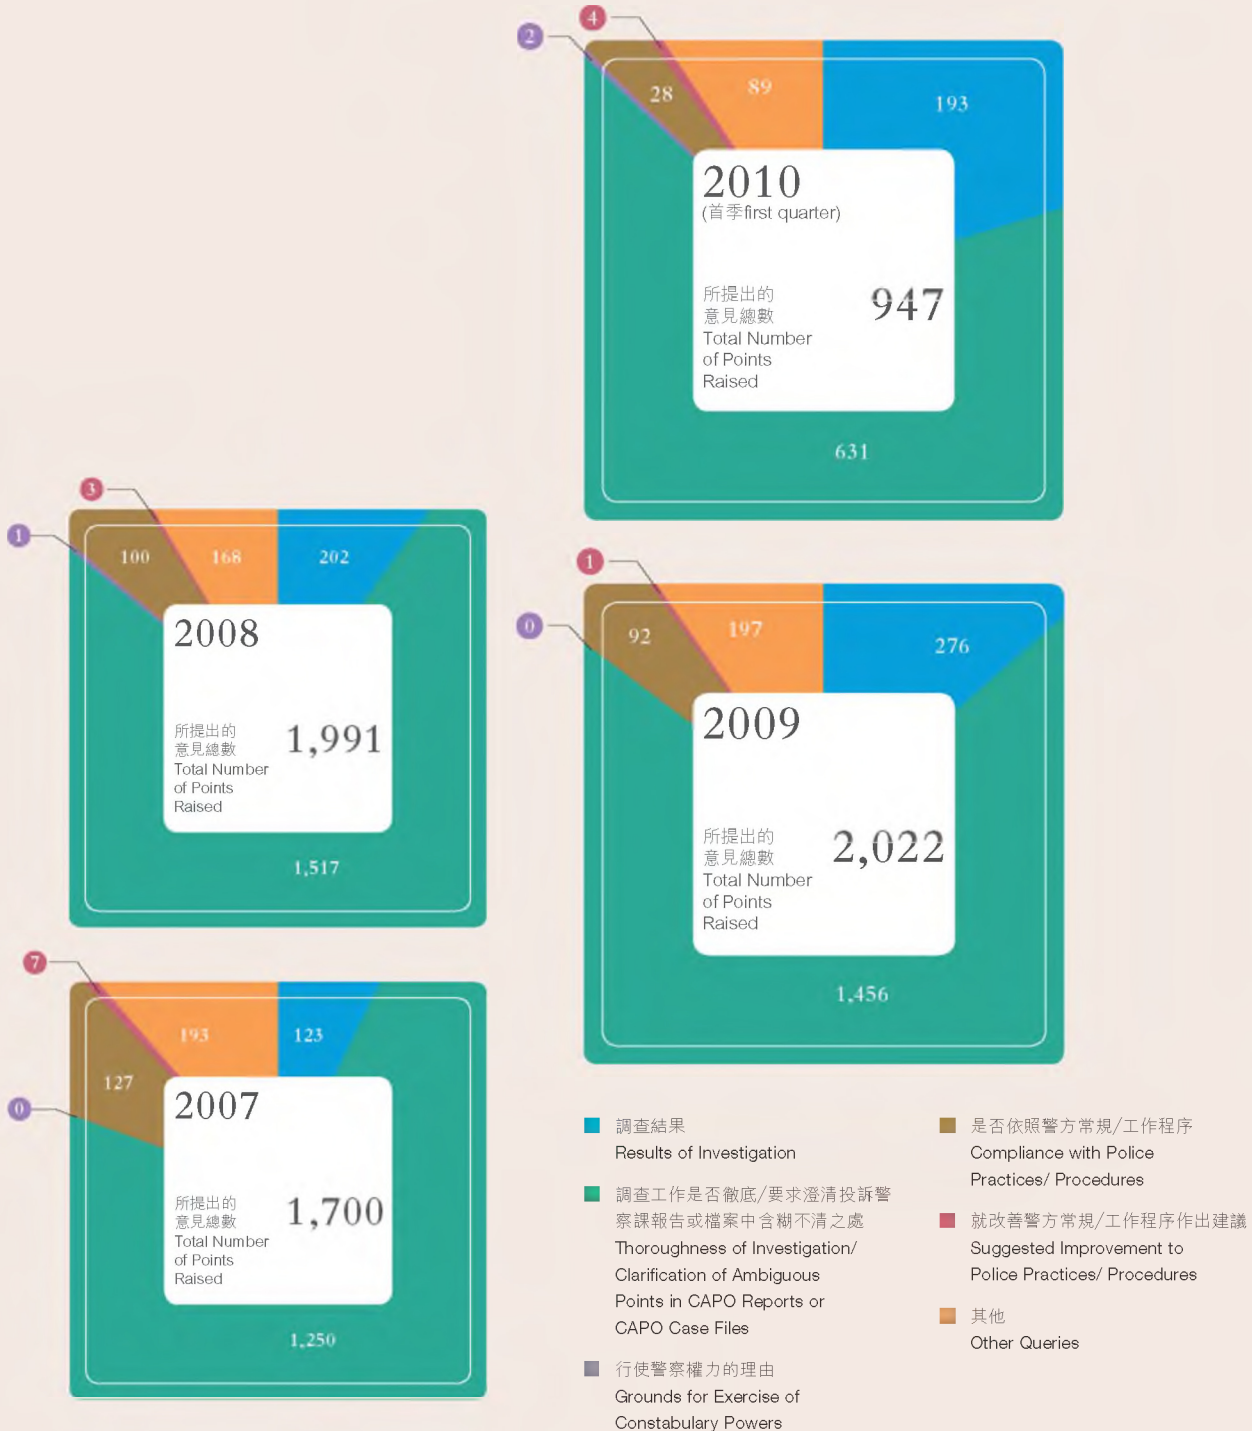 4
2
28
89
193
2010
(首季first quarter)
所提出的
意見總數
947
Total Number
of Points
Raised
631
3
1
100
168
202
2008
所提出的
意見總數
1,991
Total Number
of Points
Raised
1,517
1
0
92
197
276
2009
所提出的
意見總數
2,022
Total Number
of Points
Raised
1,456
7
0
127
193
123
2007
所提出的
意見總數
1,700
Total Number
of Points
Raised
1,250
調查結果
Results of Investigation
調查工作是否徹底/要求澄清投訴警
察課報告或檔案中含糊不清之處
Thoroughness of Investigation/
Clarification of Ambiguous
Points in CAPO Reports or
CAPO Case Files
行使警察權力的理由
Grounds for Exercise of
Constabulary Powers
是否依照警方常規/工作程序
Compliance with Police
Practices/ Procedures
就改善警方常規/工作程序作出建議
Suggested Improvement to
Police Practices/ Procedures
其他
Other Queries